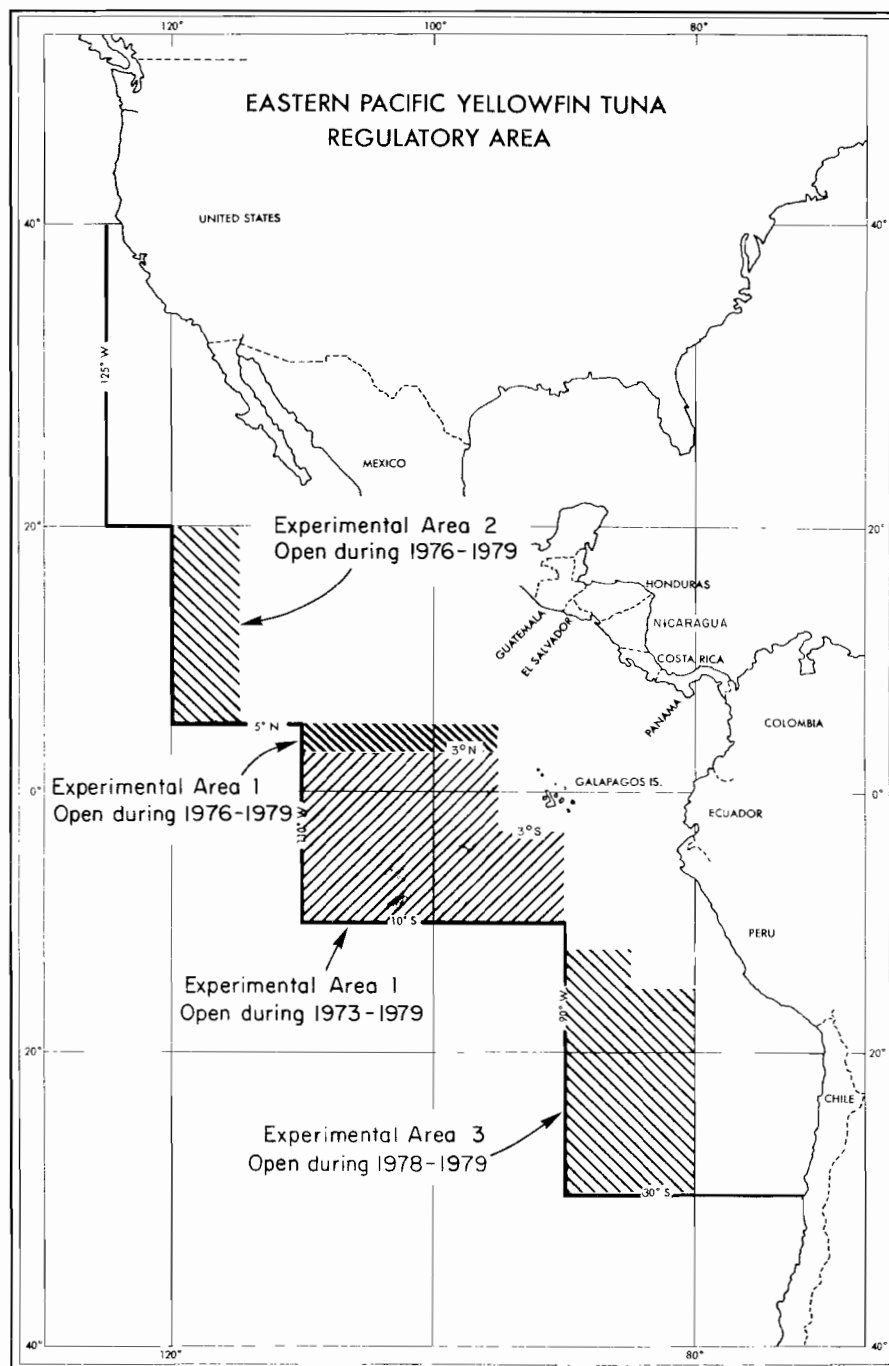 120°
100°
80°
EASTERN PACIFIC YELLOWFIN TUNA
REGULATORY AREA
UNITED STATES
40°
40°
125° W
MEXICO
20°
20°
Experimental Area 2
Open during 1976-1979
HONDURAS
GUATEMALA
EL SALVADOR
NICARAGUA
COSTA RICA
PANAMA
COLOMBIA
5° N
3°N
GALAPAGOS IS.
Experimental Area 1
Open during 1976-1979
0°
0°
110° W
ECUADOR
3°S
10° S
PERU
Experimental Area 1
Open during 1973-1979
90° W
20°
20°
CHILE
Experimental Area 3
Open during 1978-1979
30° S
40°
40°
120°
100°
80°